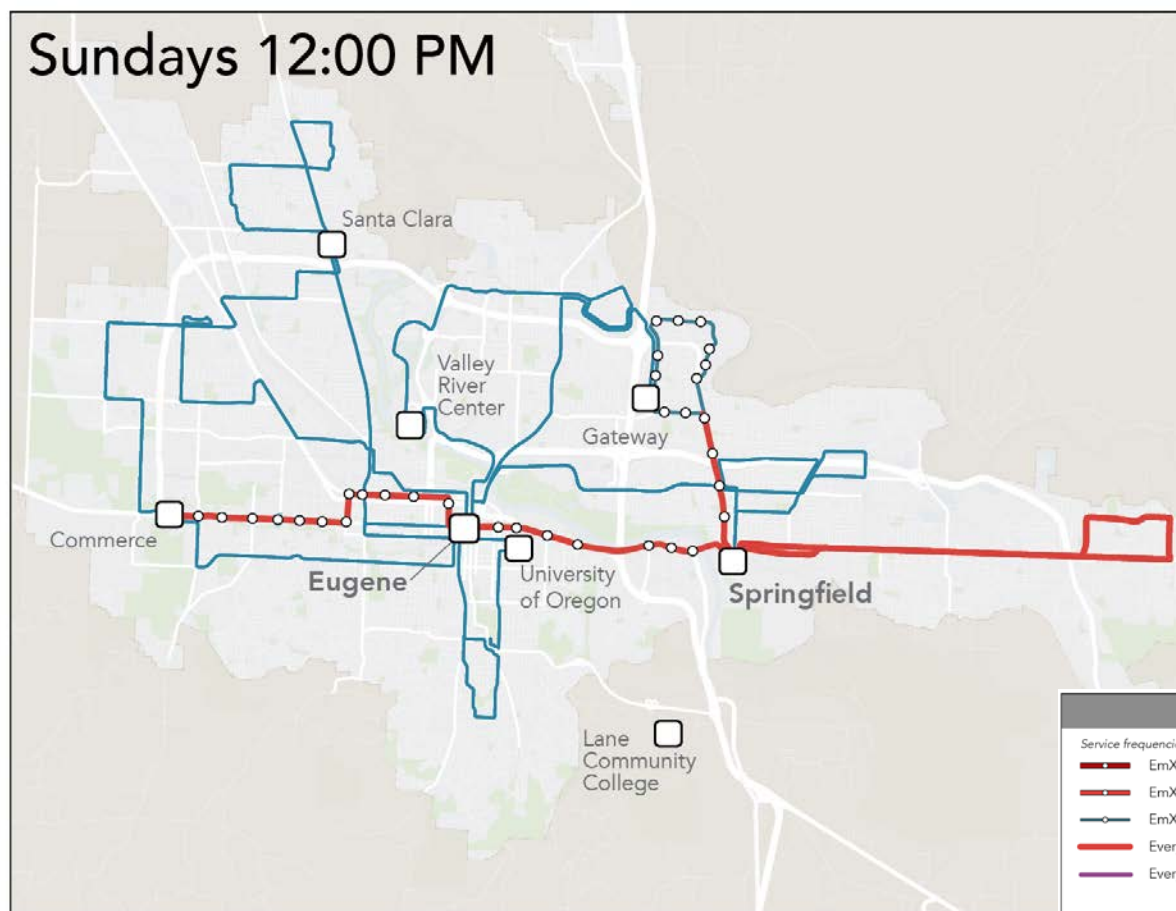 Sundays 12:00 PM
Santa Clara
Valley
River
Center
Gateway
Commerce
Eugene
University
of Oregon
Springfield
Lane
Community
College
Service frequenci
EmX
EmX
EmX
Ever
Ever